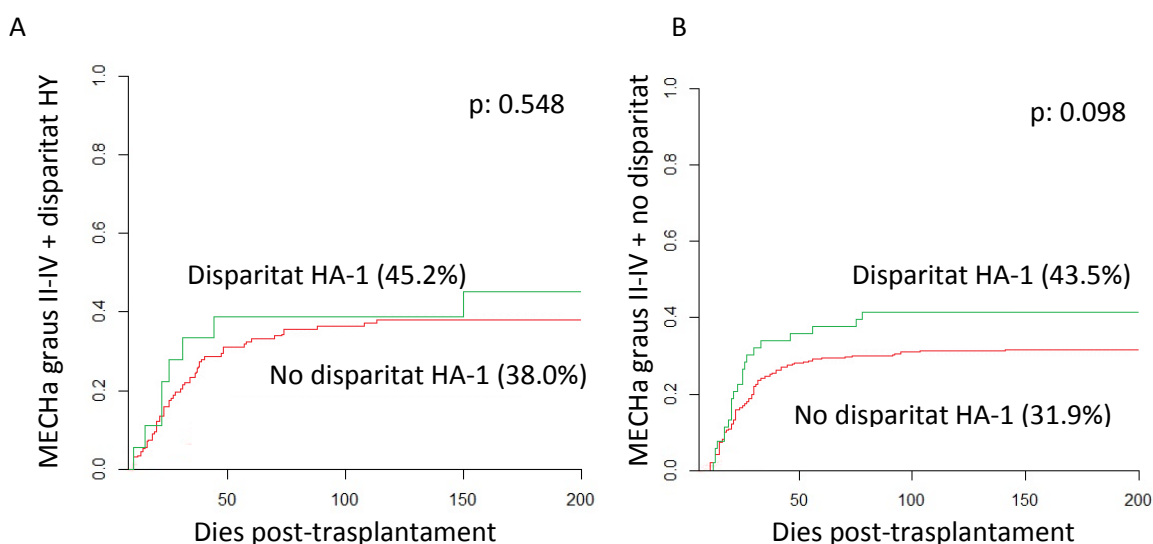 A
MECHa graus II-IV + disparitat HY
1.0
0.8
0.6
0.4
0.2
0.0
p: 0.548
Disparitat HA-1 (45.2%)
No disparitat HA-1 (38.0%)
50
100
150
200
Dies post-trasplantament
B
MECHa graus II-IV + no disparitat
1.0
0.8
0.6
0.4
0.2
0.0
p: 0.098
Disparitat HA-1 (43.5%)
No disparitat HA-1 (31.9%)
50
100
150
200
Dies post-trasplantament